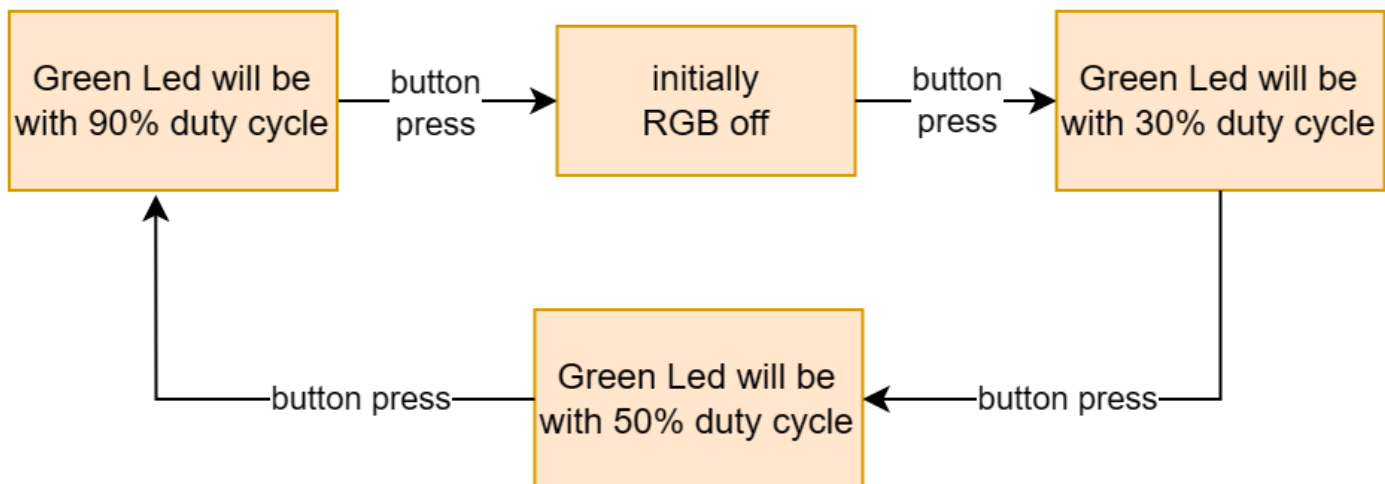 Green Led will be
with 90% duty cycle
button
press
initially
RGB off
button
press
Green Led will be
with 30% duty cycle
button press
Green Led will be
with 50% duty cycle
button press